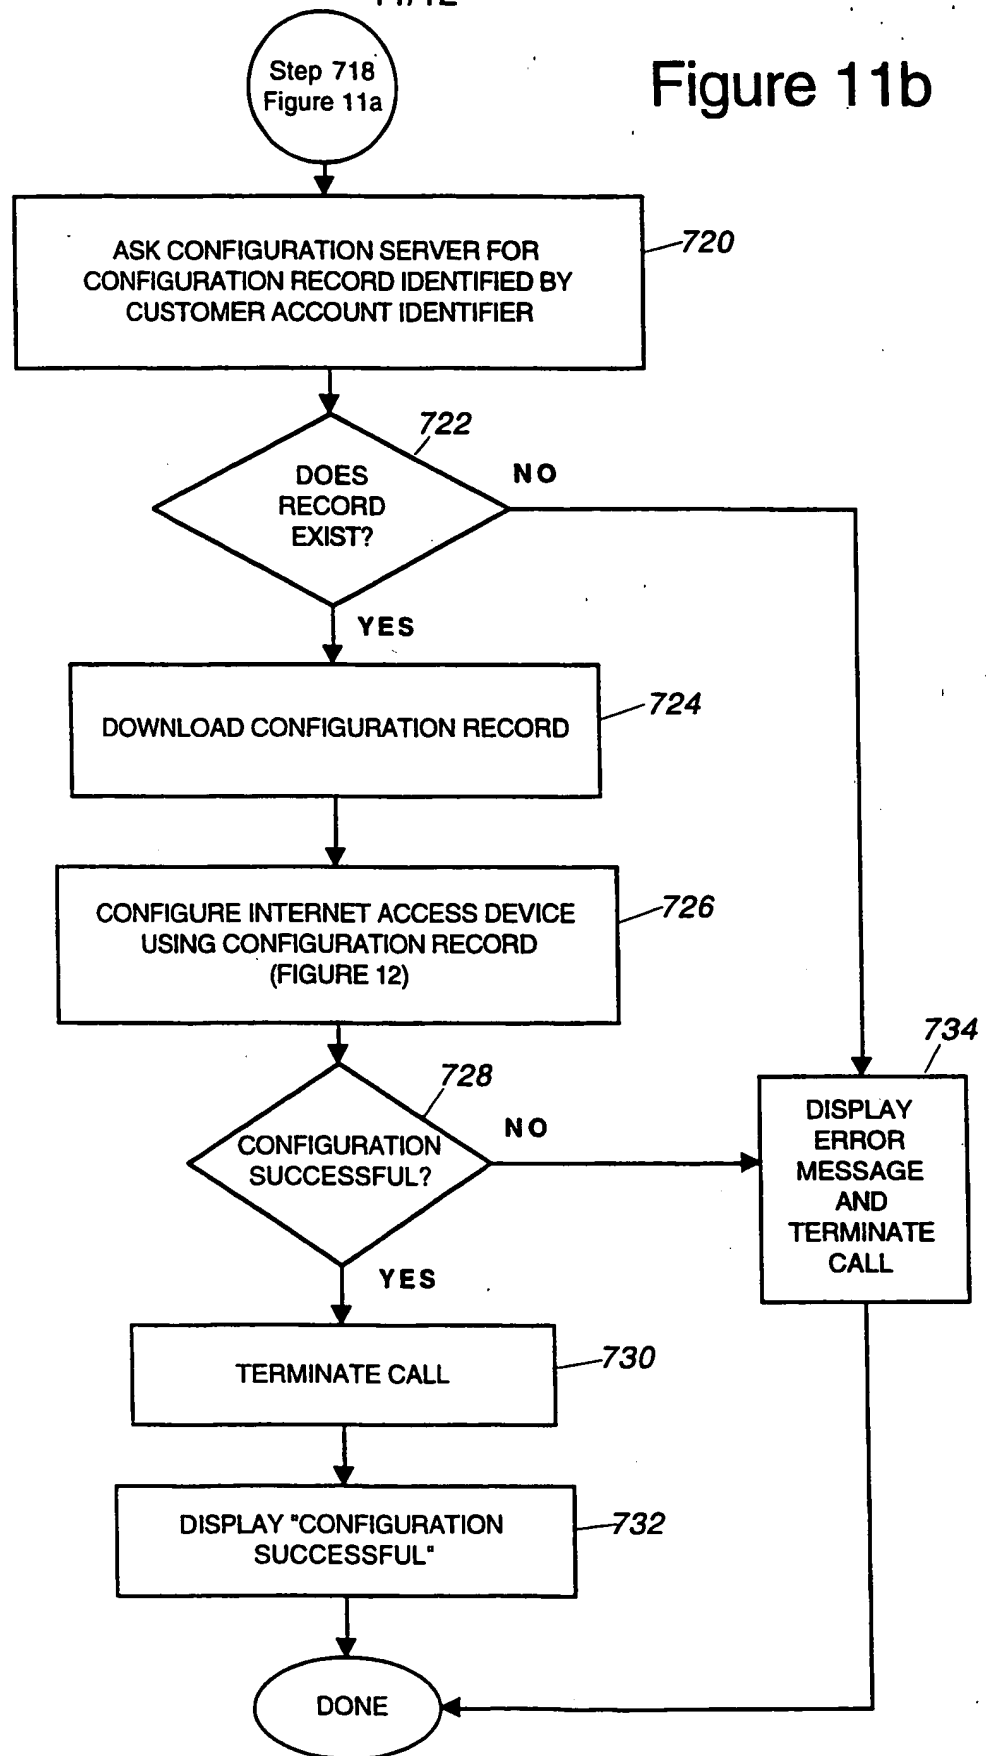 Figure 11b
Step 718
Figure 11a
ASK CONFIGURATION SERVER FOR
CONFIGURATION RECORD IDENTIFIED BY
CUSTOMER ACCOUNT IDENTIFIER
720
722
DOES
RECORD
EXIST?
NO
YES
DOWNLOAD CONFIGURATION RECORD
724
CONFIGURE INTERNET ACCESS DEVICE
USING CONFIGURATION RECORD
(FIGURE 12)
726
728
CONFIGURATION
SUCCESSFUL?
NO
734
DISPLAY
ERROR
MESSAGE
AND
TERMINATE
CALL
YES
TERMINATE CALL
730
DISPLAY "CONFIGURATION
SUCCESSFUL"
732
DONE